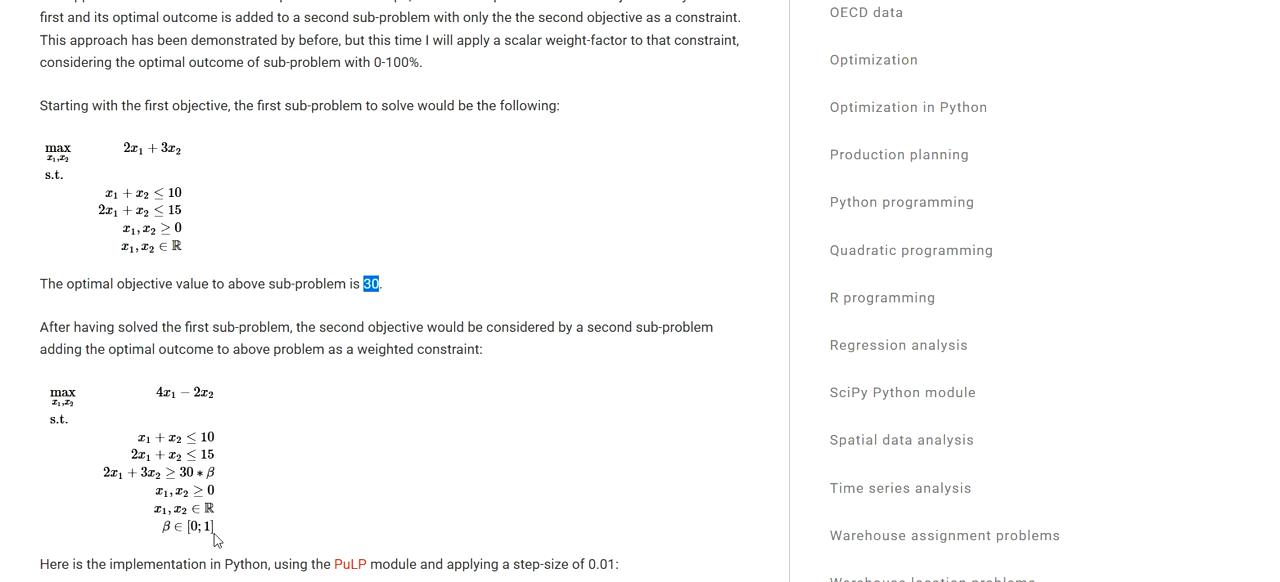 first and its optimal outcome is added to a second sub-problem with only the the second objective as a constraint.
This approach has been demonstrated by before, but this time I will apply a scalar weight-factor to that constraint,
considering the optimal outcome of sub-problem with 0-100%.
Starting with the first objective, the first sub-problem to solve would be the following:
max 2x₁ + 3x₂
x₁,x₂
s.t.
x₁ + x₂ ≤ 10
2x₁ + x₂ ≤ 15
x₁, x₂ ≥ 0
x₁, x₂ ∈ ℝ
The optimal objective value to above sub-problem is 30.
After having solved the first sub-problem, the second objective would be considered by a second sub-problem
adding the optimal outcome to above problem as a weighted constraint:
max 4x₁ − 2x₂
x₁,x₂
s.t.
x₁ + x₂ ≤ 10
2x₁ + x₂ ≤ 15
2x₁ + 3x₂ ≥ 30 * β
x₁, x₂ ≥ 0
x₁, x₂ ∈ ℝ
β ∈ [0; 1]
Here is the implementation in Python, using the PuLP module and applying a step-size of 0.01:
OECD data
Optimization
Optimization in Python
Production planning
Python programming
Quadratic programming
R programming
Regression analysis
SciPy Python module
Spatial data analysis
Time series analysis
Warehouse assignment problems